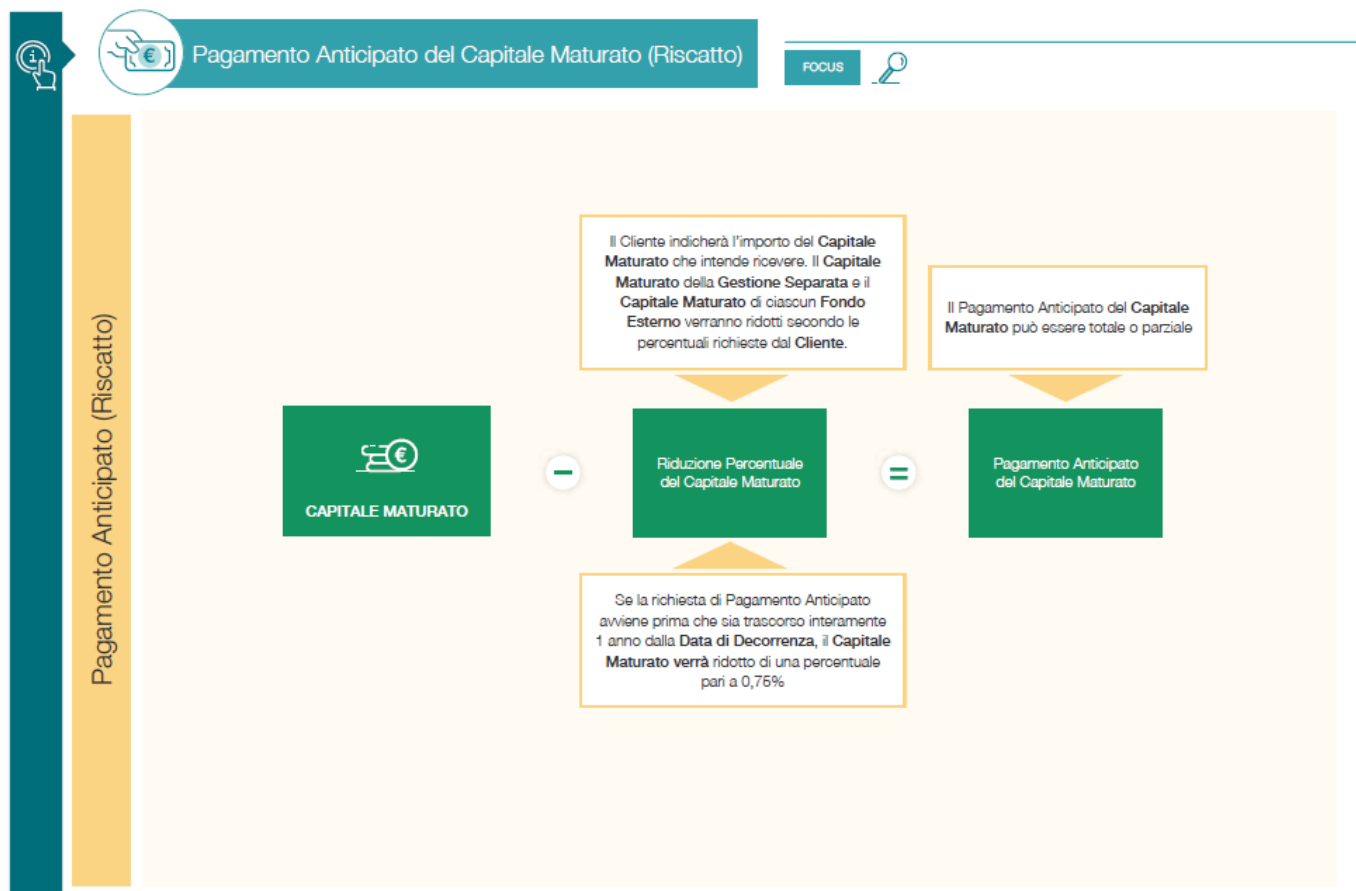 Pagamento Anticipato del Capitale Maturato (Riscatto)
FOCUS
Pagamento Anticipato (Riscatto)
Il Cliente indicherà l'importo del Capitale
Maturato che intende ricevere. Il Capitale
Maturato della Gestione Separata e il
Capitale Maturato di ciascun Fondo
Esterno verranno ridotti secondo le
percentuali richieste dal Cliente.
Il Pagamento Anticipato del Capitale
Maturato può essere totale o parziale
€
CAPITALE MATURATO
−
Riduzione Percentuale
del Capitale Maturato
=
Pagamento Anticipato
del Capitale Maturato
Se la richiesta di Pagamento Anticipato
avviene prima che sia trascorso interamente
1 anno dalla Data di Decorrenza, il Capitale
Maturato verrà ridotto di una percentuale
pari a 0,75%